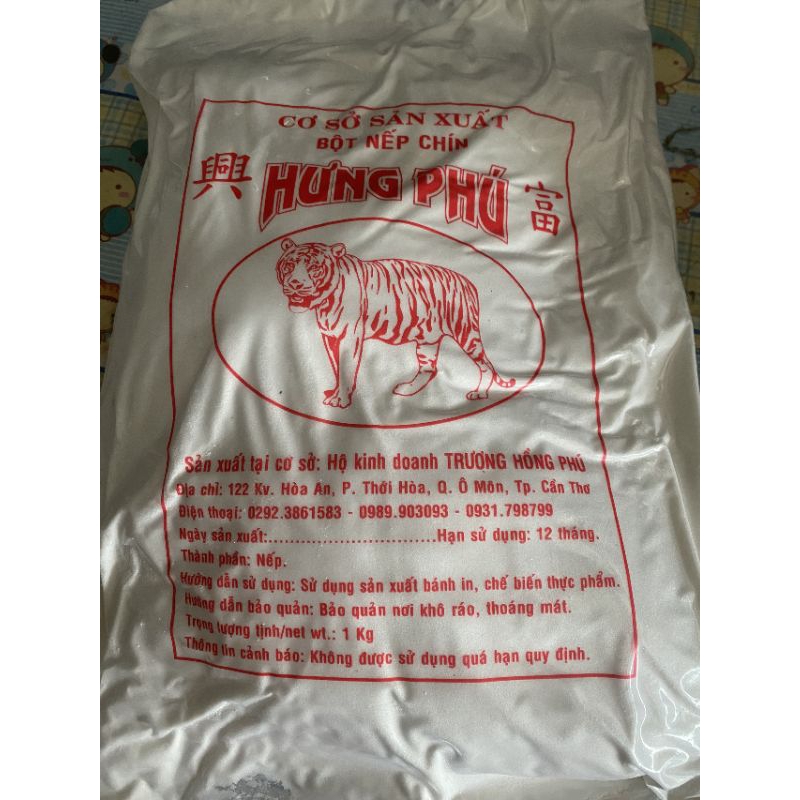 CƠ SỞ SẢN XUẤT
BỘT NẾP CHÍN
興 HƯNG PHÚ 富
Sản xuất tại cơ sở: Hộ kinh doanh TRƯƠNG HỒNG PHÚ
Địa chỉ: 122 Kv. Hòa An, P. Thới Hòa, Q. Ô Môn, Tp. Cần Thơ
Điện thoại: 0292.3861583 - 0989.903093 - 0931.798799
Ngày sản xuất:..............................Hạn sử dụng: 12 tháng.
Thành phần: Nếp.
Hướng dẫn sử dụng: Sử dụng sản xuất bánh in, chế biến thực phẩm.
Hướng dẫn bảo quản: Bảo quản nơi khô ráo, thoáng mát.
Trọng lượng tịnh/net wt.: 1 Kg
Thông tin cảnh báo: Không được sử dụng quá hạn quy định.